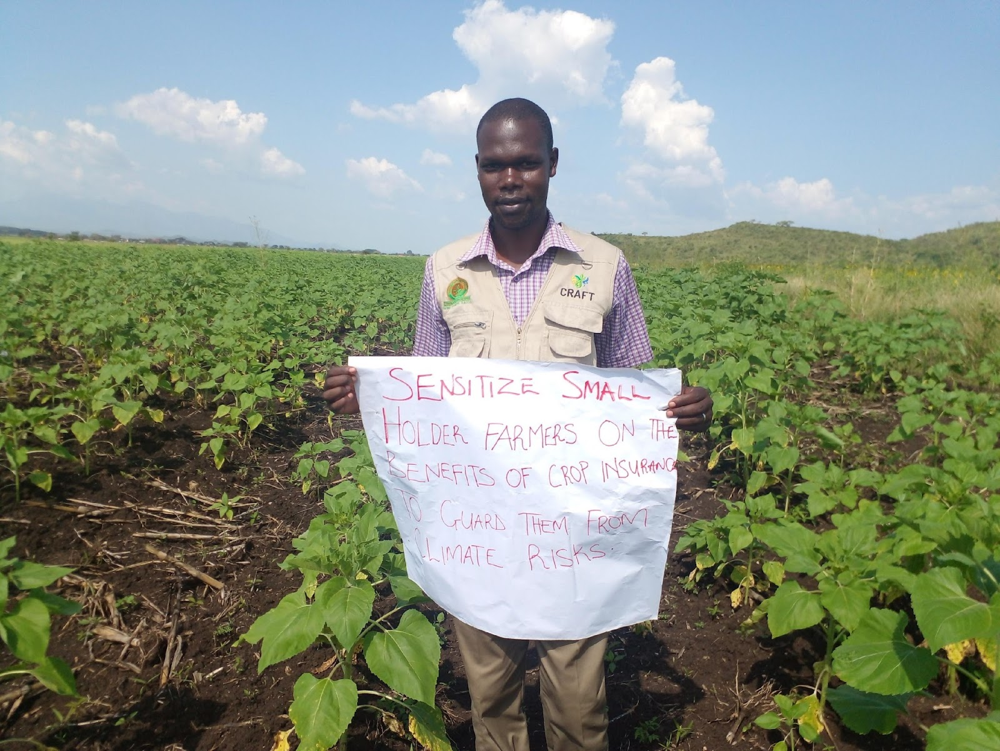 CRAFT
SENSITIZE SMALL
HOLDER FARMERS ON THE
BENEFITS OF CROP INSURANCE
TO GUARD THEM FROM
CLIMATE RISKS.